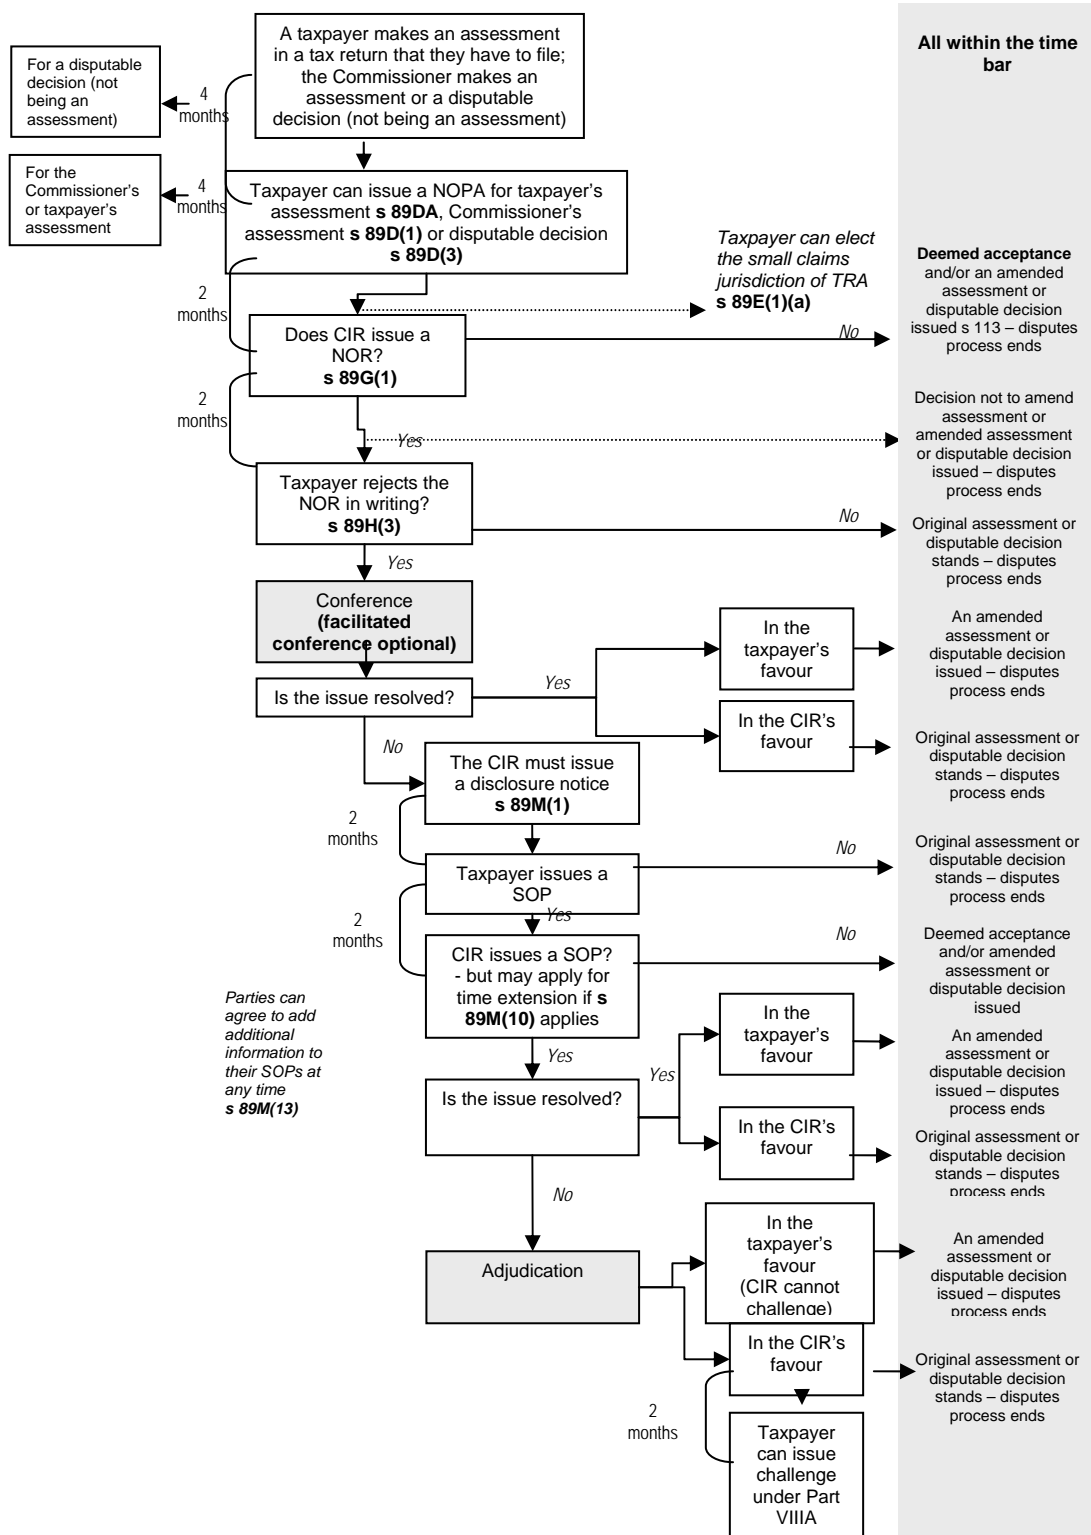 A taxpayer makes an assessment
in a tax return that they have to file;
the Commissioner makes an
assessment or a disputable
decision (not being an assessment)
All within the time
bar
For a disputable
decision (not
being an
assessment)
4
months
For the
Commissioner's
or taxpayer's
assessment
4
months
Taxpayer can issue a NOPA for taxpayer's
assessment s 89DA, Commissioner's
assessment s 89D(1) or disputable decision
s 89D(3)
Taxpayer can elect
the small claims
jurisdiction of TRA
s 89E(1)(a)
2
months
Does CIR issue a
NOR?
s 89G(1)
No
Deemed acceptance
and/or an amended
assessment or
disputable decision
issued s 113 – disputes
process ends
2
months
Yes
Decision not to amend
assessment or
amended assessment
or disputable decision
issued – disputes
process ends
Taxpayer rejects the
NOR in writing?
s 89H(3)
No
Original assessment or
disputable decision
stands – disputes
process ends
Yes
Conference
(facilitated
conference optional)
Is the issue resolved?
Yes
In the
taxpayer's
favour
An amended
assessment or
disputable decision
issued – disputes
process ends
In the CIR's
favour
Original assessment or
disputable decision
stands – disputes
process ends
No
The CIR must issue
a disclosure notice
s 89M(1)
2
months
Taxpayer issues a
SOP
No
Original assessment or
disputable decision
stands – disputes
process ends
Yes
2
months
CIR issues a SOP?
- but may apply for
time extension if s
89M(10) applies
No
Deemed acceptance
and/or amended
assessment or
disputable decision
issued
Parties can
agree to add
additional
information to
their SOPs at
any time
s 89M(13)
Yes
Is the issue resolved?
Yes
In the
taxpayer's
favour
An amended
assessment or
disputable decision
issued – disputes
process ends
In the CIR's
favour
Original assessment or
disputable decision
stands – disputes
process ends
No
Adjudication
In the
taxpayer's
favour
(CIR cannot
challenge)
An amended
assessment or
disputable decision
issued – disputes
process ends
In the CIR's
favour
Original assessment or
disputable decision
stands – disputes
process ends
2
months
Taxpayer
can issue
challenge
under Part
VIIIA